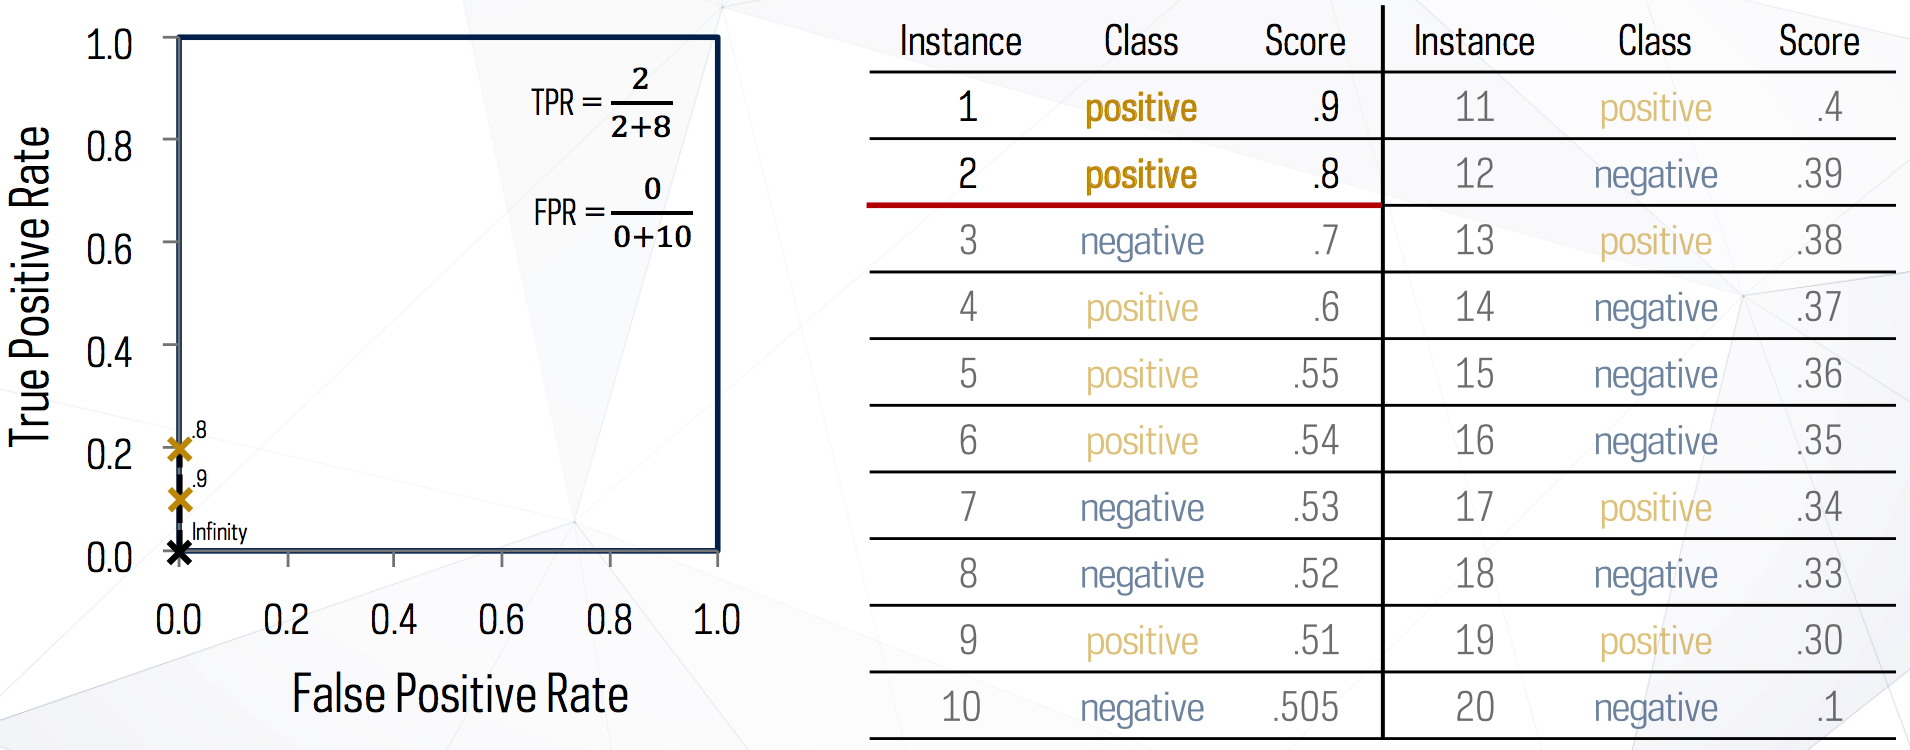 1.0
0.8
0.6
0.4
0.2
0.0
True Positive Rate
TPR = 2/2+8
FPR = 0/0+10
.8
.9
Infinity
0.0 0.2 0.4 0.6 0.8 1.0
False Positive Rate
Instance Class Score Instance Class Score
1 positive .9 11 positive .4
2 positive .8 12 negative .39
3 negative .7 13 positive .38
4 positive .6 14 negative .37
5 positive .55 15 negative .36
6 positive .54 16 negative .35
7 negative .53 17 positive .34
8 negative .52 18 negative .33
9 positive .51 19 positive .30
10 negative .505 20 negative .1